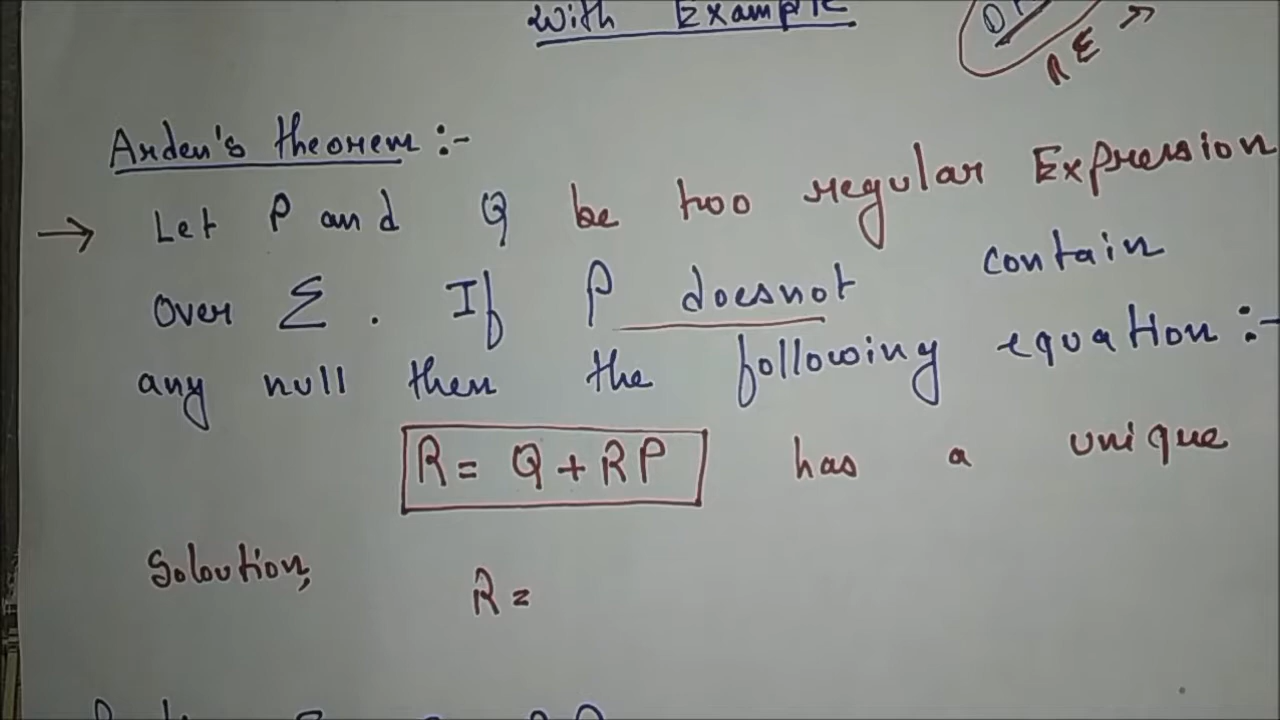 with Example
RE
Arden's theorem :-
→ Let P and Q be two regular Expression
over Σ . If P doesnot contain
any null then the following equation :-
R = Q + RP has a unique
Soloution, R =